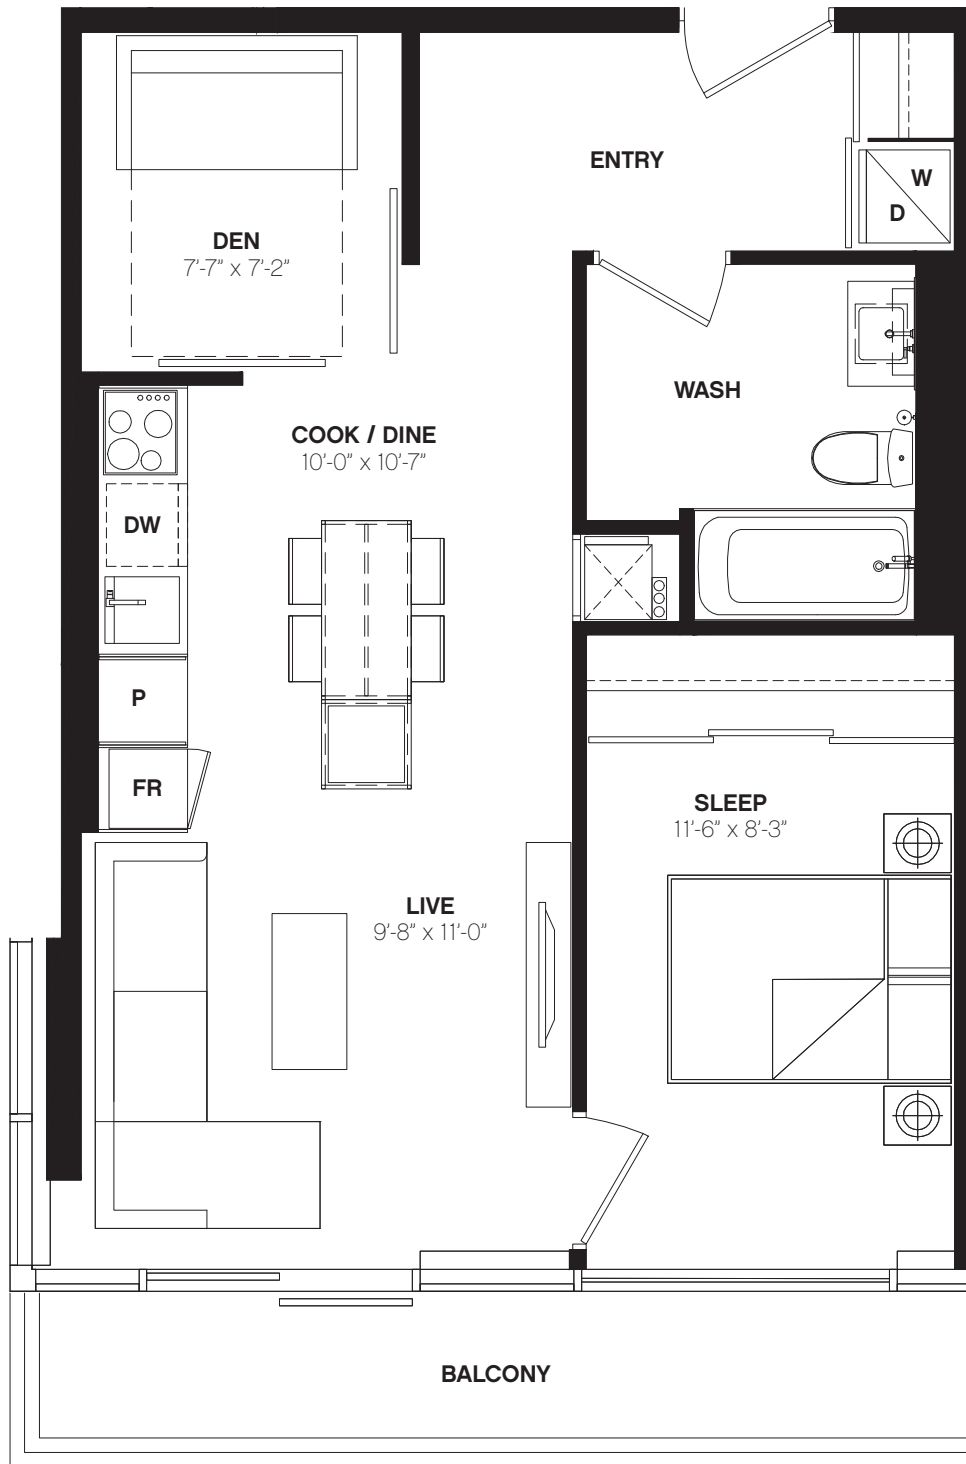 ENTRY
W
D
DEN
7'-7" x 7'-2"
WASH
COOK / DINE
10'-0" x 10'-7"
DW
P
FR
SLEEP
11'-6" x 8'-3"
LIVE
9'-8" x 11'-0"
BALCONY